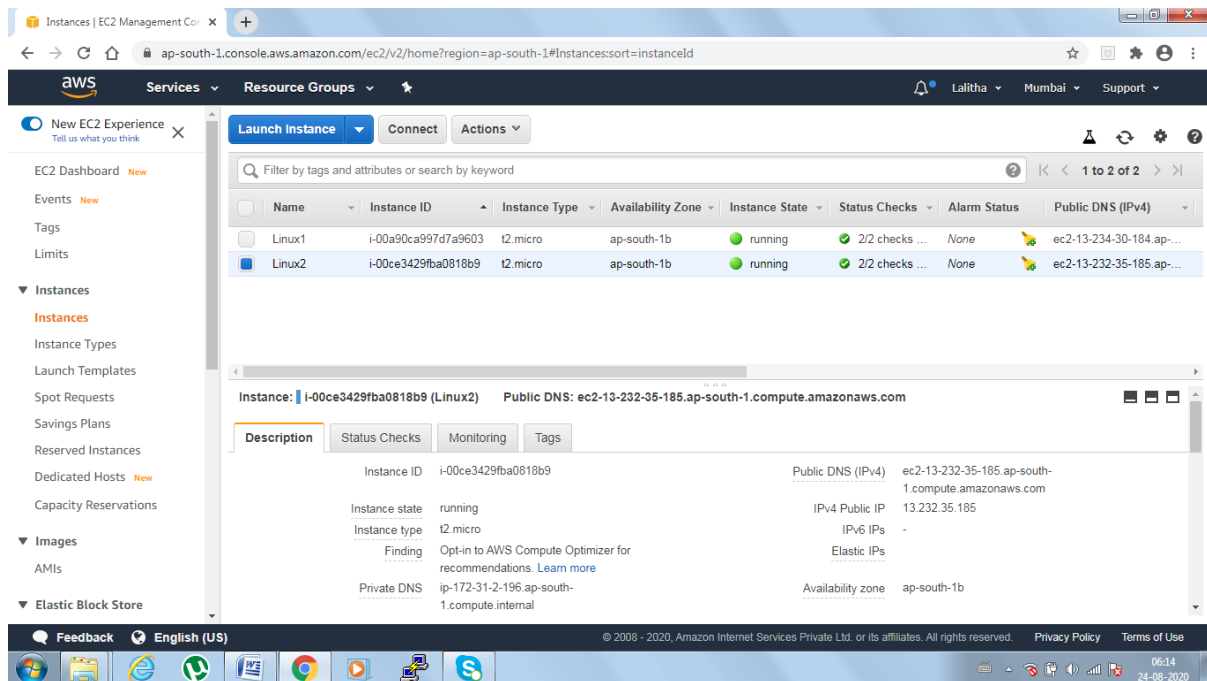 Instances | EC2 Management Con
ap-south-1.console.aws.amazon.com/ec2/v2/home?region=ap-south-1#Instances:sort=instanceId
aws Services Resource Groups Lalitha Mumbai Support
New EC2 Experience
Tell us what you think
EC2 Dashboard New
Events New
Tags
Limits
Instances
Instances
Instance Types
Launch Templates
Spot Requests
Savings Plans
Reserved Instances
Dedicated Hosts New
Capacity Reservations
Images
AMIs
Elastic Block Store
Launch Instance Connect Actions
Filter by tags and attributes or search by keyword 1 to 2 of 2
Name Instance ID Instance Type Availability Zone Instance State Status Checks Alarm Status Public DNS (IPv4)
Linux1 i-00a90ca997d7a9603 t2.micro ap-south-1b running 2/2 checks ... None ec2-13-234-30-184.ap-...
Linux2 i-00ce3429fba0818b9 t2.micro ap-south-1b running 2/2 checks ... None ec2-13-232-35-185.ap-...
Instance: i-00ce3429fba0818b9 (Linux2) Public DNS: ec2-13-232-35-185.ap-south-1.compute.amazonaws.com
Description Status Checks Monitoring Tags
Instance ID i-00ce3429fba0818b9 Public DNS (IPv4) ec2-13-232-35-185.ap-south-
1.compute.amazonaws.com
Instance state running IPv4 Public IP 13.232.35.185
Instance type t2.micro IPv6 IPs -
Finding Opt-in to AWS Compute Optimizer for Elastic IPs
recommendations. Learn more
Private DNS ip-172-31-2-196.ap-south- Availability zone ap-south-1b
1.compute.internal
Feedback English (US) © 2008 - 2020, Amazon Internet Services Private Ltd. or its affiliates. All rights reserved. Privacy Policy Terms of Use
06:14
24-08-2020